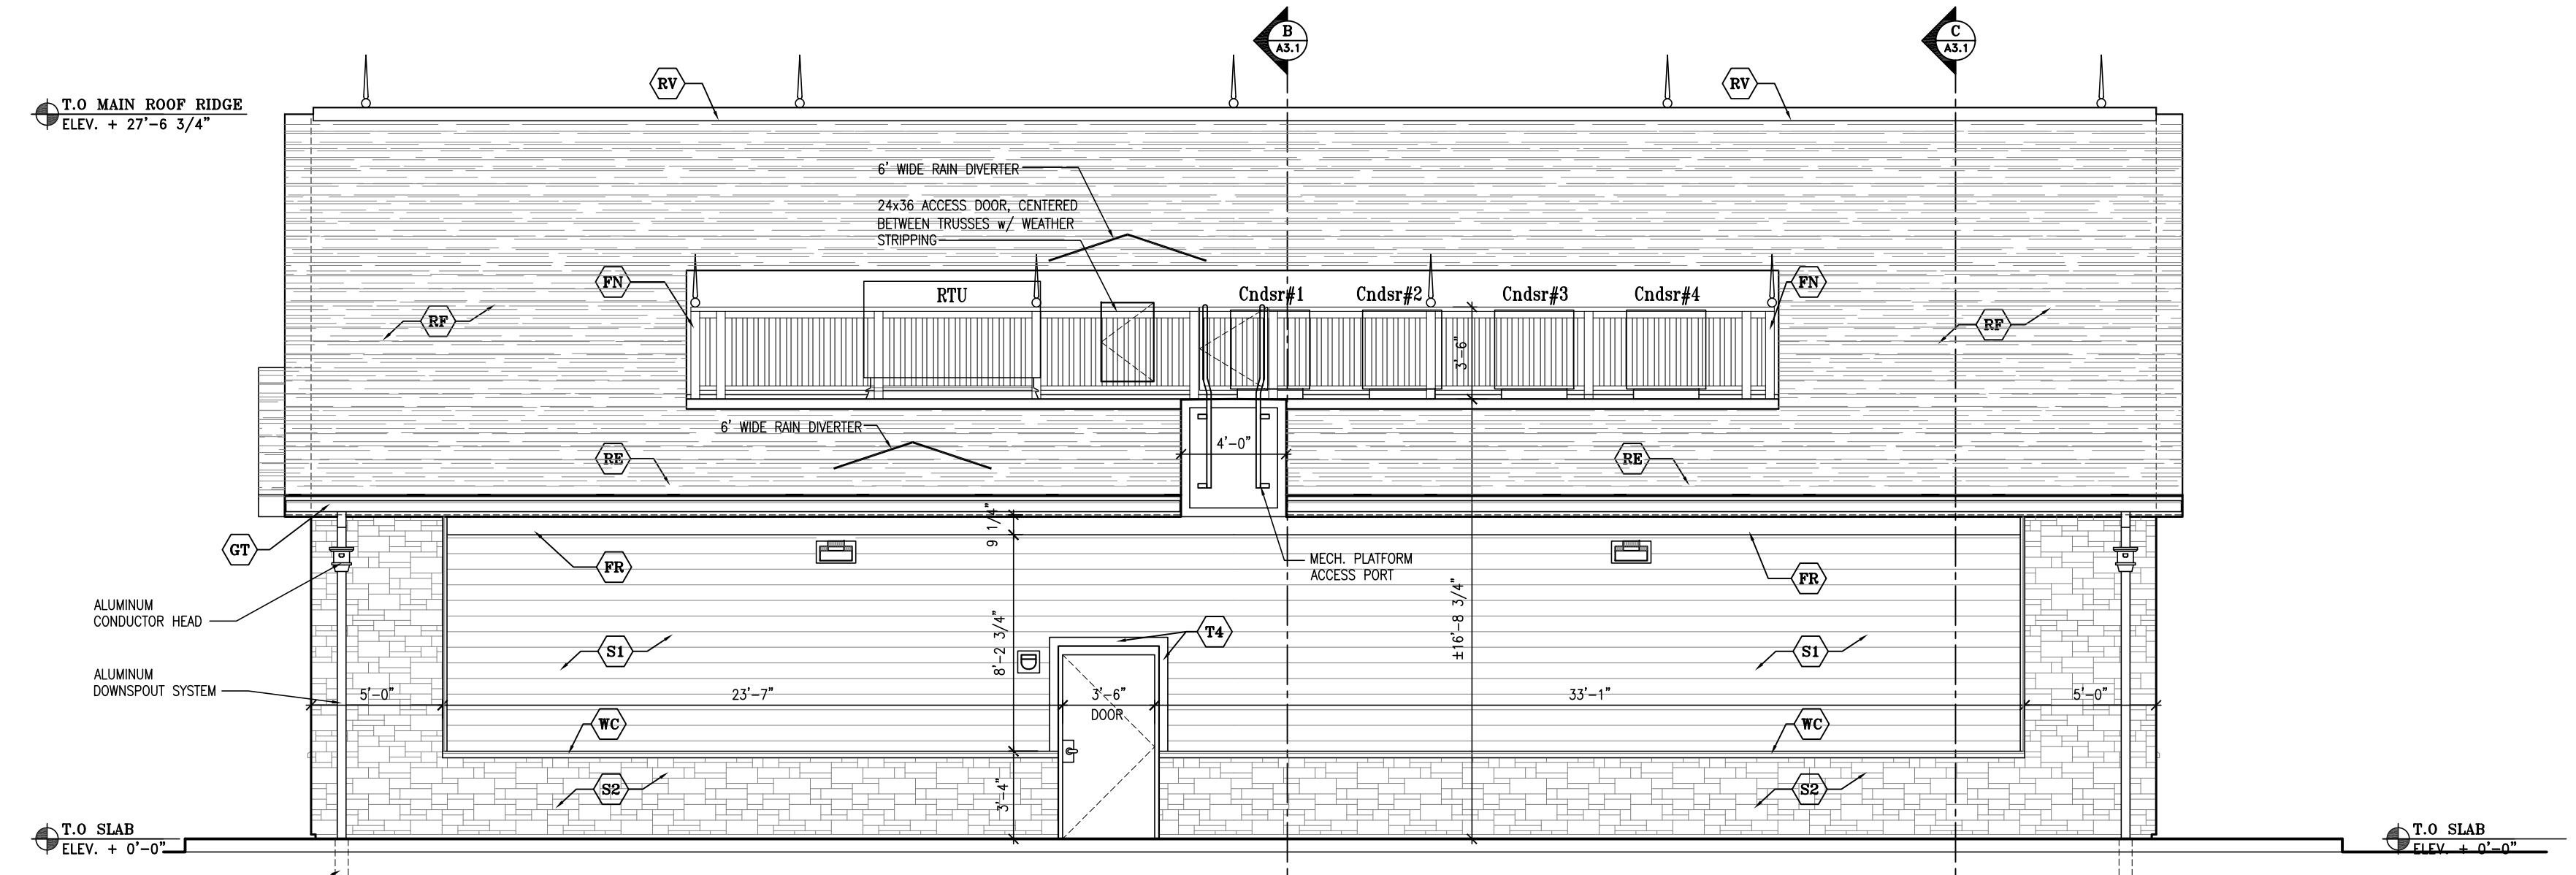 B
A3.1
C
A3.1
RV
RV
T.O MAIN ROOF RIDGE
ELEV. + 27'-6 3/4"
6' WIDE RAIN DIVERTER
24x36 ACCESS DOOR, CENTERED
BETWEEN TRUSSES w/ WEATHER
STRIPPING
FN
FN
RTU
Cndsr#1
Cndsr#2
Cndsr#3
Cndsr#4
RF
RF
3'-6"
6' WIDE RAIN DIVERTER
4'-0"
RE
RE
GT
9 1/4"
FR
FR
MECH. PLATFORM
ACCESS PORT
ALUMINUM
CONDUCTOR HEAD
8'-2 3/4"
±16'-8 3/4"
T4
S1
S1
ALUMINUM
DOWNSPOUT SYSTEM
5'-0"
23'-7"
3'-6"
DOOR
33'-1"
5'-0"
WC
WC
S2
S2
3'-4"
T.O SLAB
ELEV. + 0'-0"
T.O SLAB
ELEV. + 0'-0"